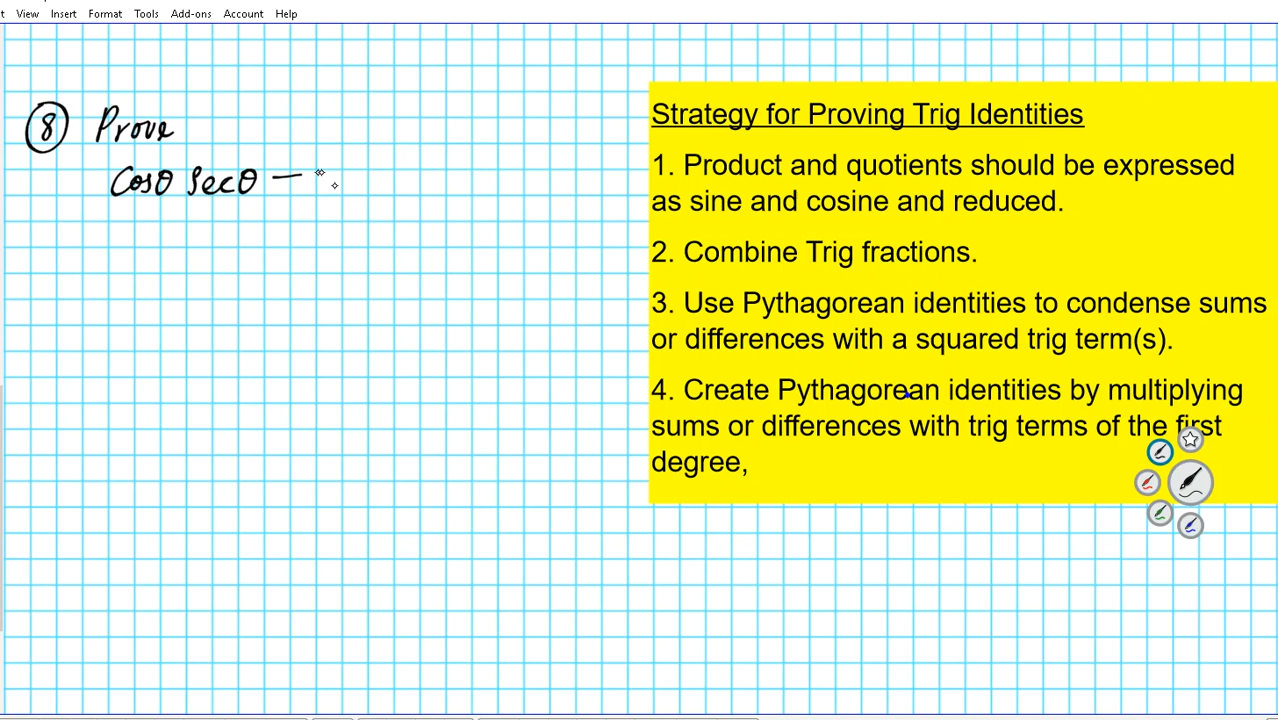 View Insert Format Tools Add-ons Account Help
8 Prove
Cosθ Secθ —
Strategy for Proving Trig Identities
1. Product and quotients should be expressed
as sine and cosine and reduced.
2. Combine Trig fractions.
3. Use Pythagorean identities to condense sums
or differences with a squared trig term(s).
4. Create Pythagorean identities by multiplying
sums or differences with trig terms of the first
degree,